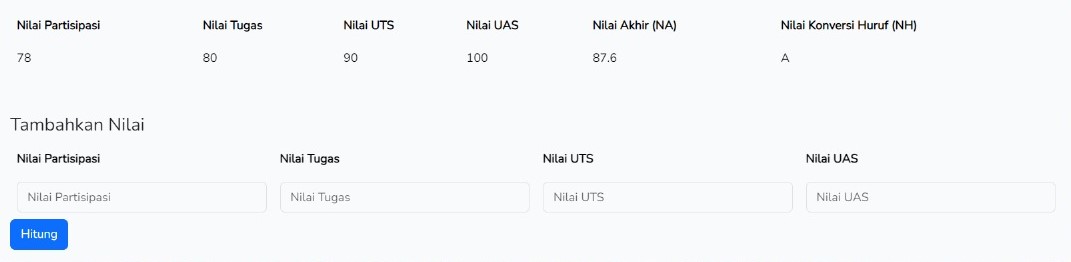 Nilai Partisipasi Nilai Tugas Nilai UTS Nilai UAS Nilai Akhir (NA) Nilai Konversi Huruf (NH)
78 80 90 100 87.6 A
Tambahkan Nilai
Nilai Partisipasi Nilai Tugas Nilai UTS Nilai UAS
Nilai Partisipasi Nilai Tugas Nilai UTS Nilai UAS
Hitung